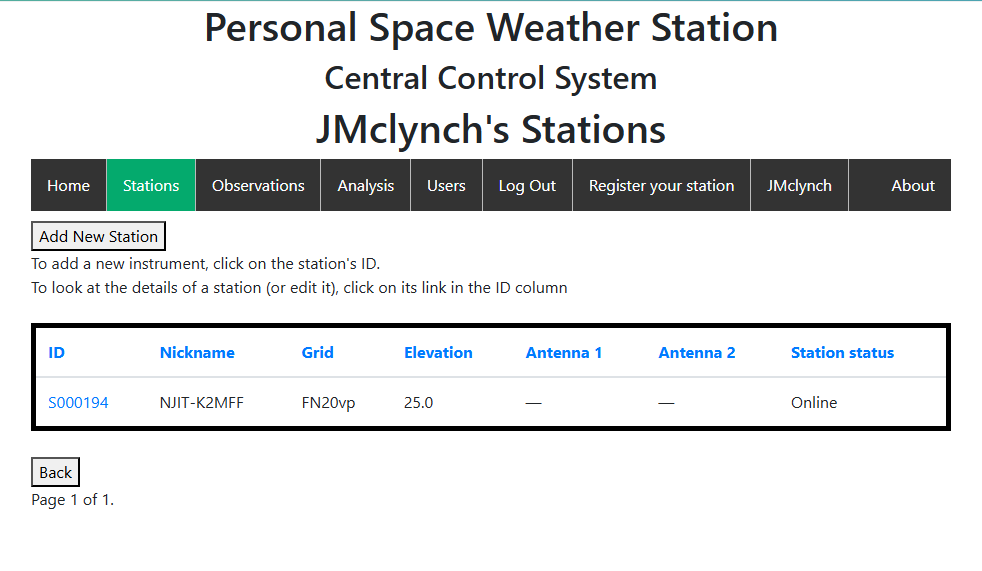 Personal Space Weather Station
Central Control System
JMclynch's Stations
Home Stations Observations Analysis Users Log Out Register your station JMclynch About
Add New Station
To add a new instrument, click on the station's ID.
To look at the details of a station (or edit it), click on its link in the ID column
ID Nickname Grid Elevation Antenna 1 Antenna 2 Station status
S000194 NJIT-K2MFF FN20vp 25.0 — — Online
Back
Page 1 of 1.